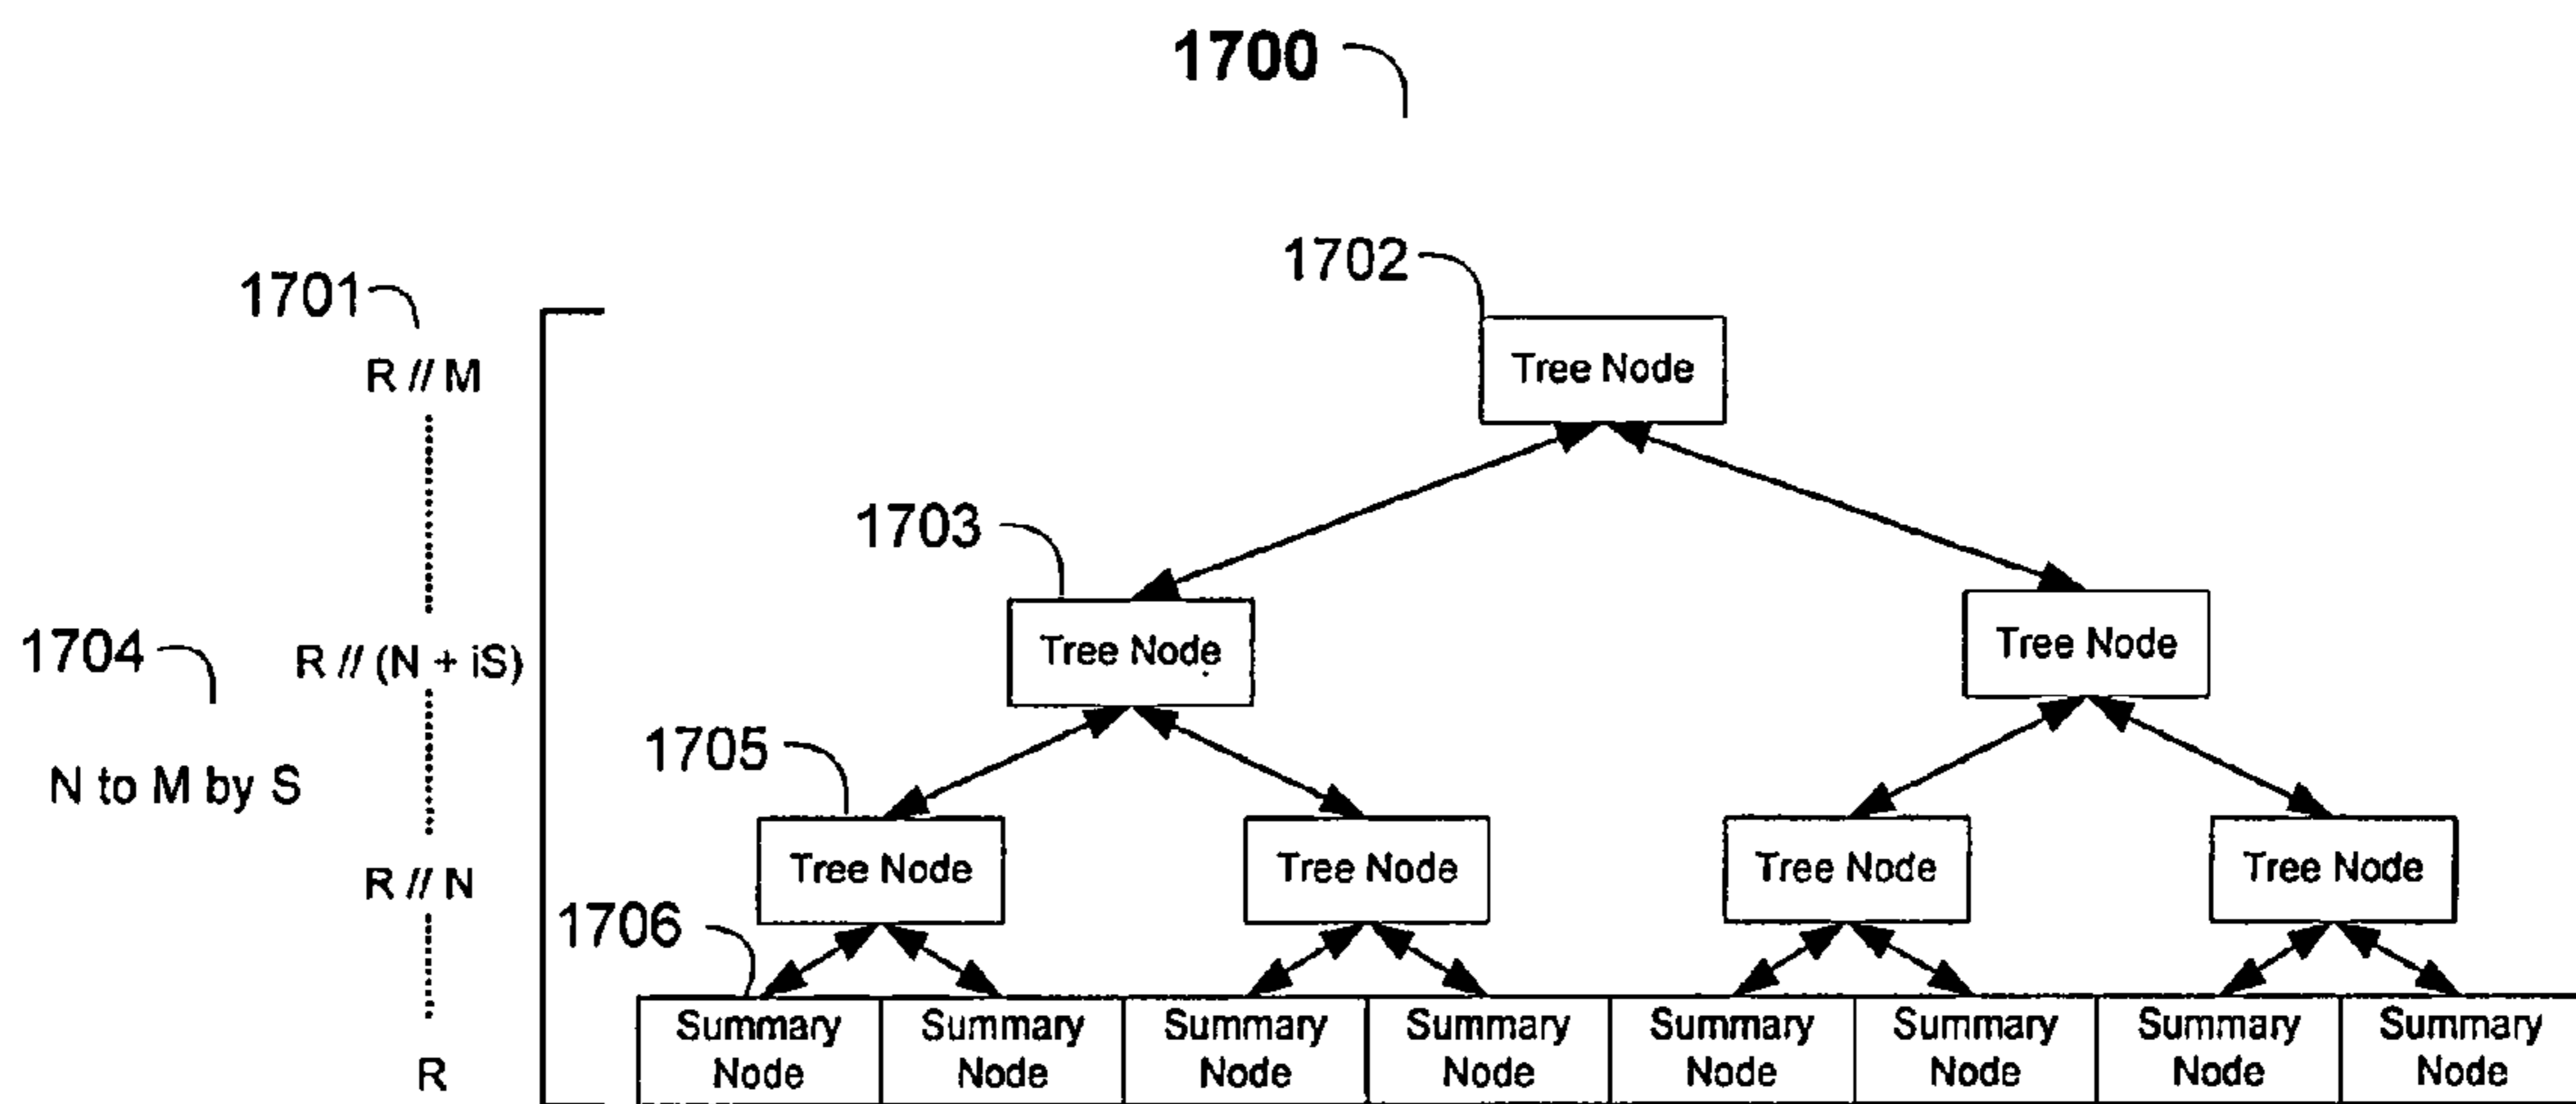 1700
1702
1701
R // M
Tree Node
1703
1704
R // (N + iS)
Tree Node
Tree Node
1705
N to M by S
R // N
Tree Node
Tree Node
Tree Node
Tree Node
1706
Summary Node
Summary Node
Summary Node
Summary Node
Summary Node
Summary Node
Summary Node
Summary Node
R